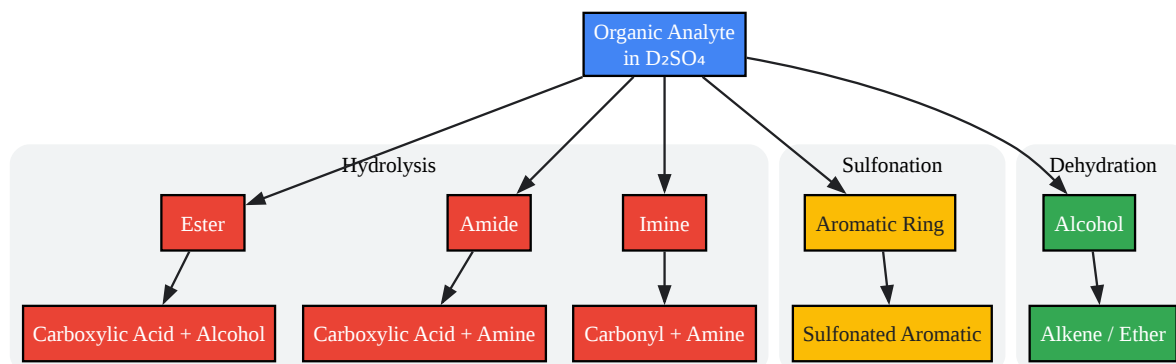 Organic Analyte
in D₂SO₄
Hydrolysis
Sulfonation
Dehydration
Ester
Amide
Imine
Aromatic Ring
Alcohol
Carboxylic Acid + Alcohol
Carboxylic Acid + Amine
Carbonyl + Amine
Sulfonated Aromatic
Alkene / Ether